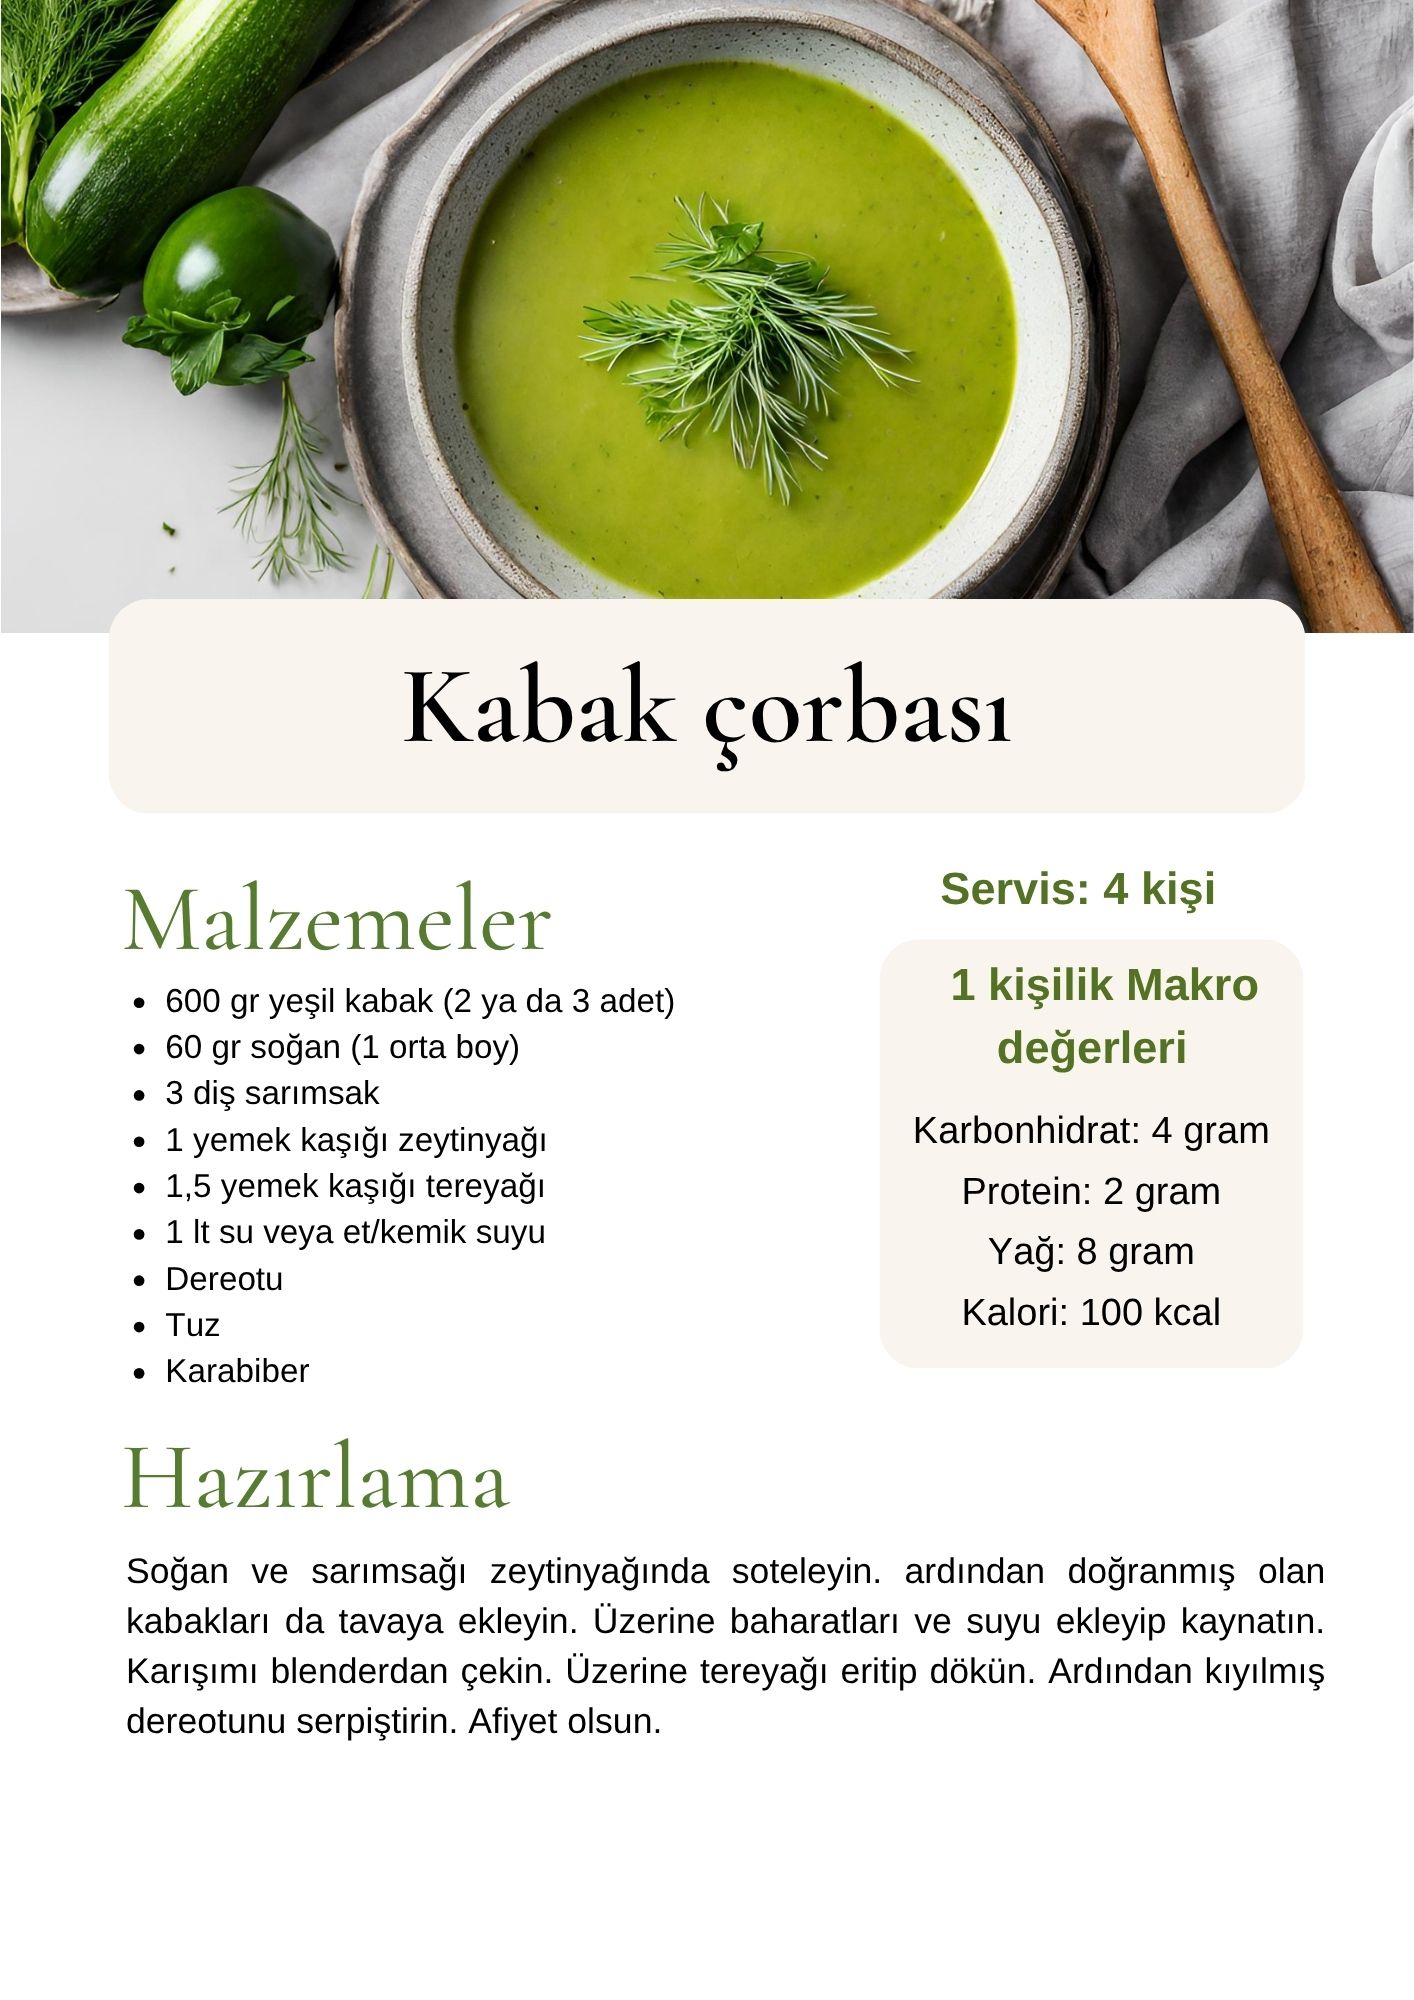 Kabak çorbası
Malzemeler
600 gr yeşil kabak (2 ya da 3 adet)
60 gr soğan (1 orta boy)
3 diş sarımsak
1 yemek kaşığı zeytinyağı
1,5 yemek kaşığı tereyağı
1 lt su veya et/kemik suyu
Dereotu
Tuz
Karabiber
Servis: 4 kişi
1 kişilik Makro
değerleri
Karbonhidrat: 4 gram
Protein: 2 gram
Yağ: 8 gram
Kalori: 100 kcal
Hazırlama
Soğan ve sarımsağı zeytinyağında soteleyin. ardından doğranmış olan
kabakları da tavaya ekleyin. Üzerine baharatları ve suyu ekleyip kaynatın.
Karışımı blenderdan çekin. Üzerine tereyağı eritip dökün. Ardından kıyılmış
dereotunu serpiştirin. Afiyet olsun.